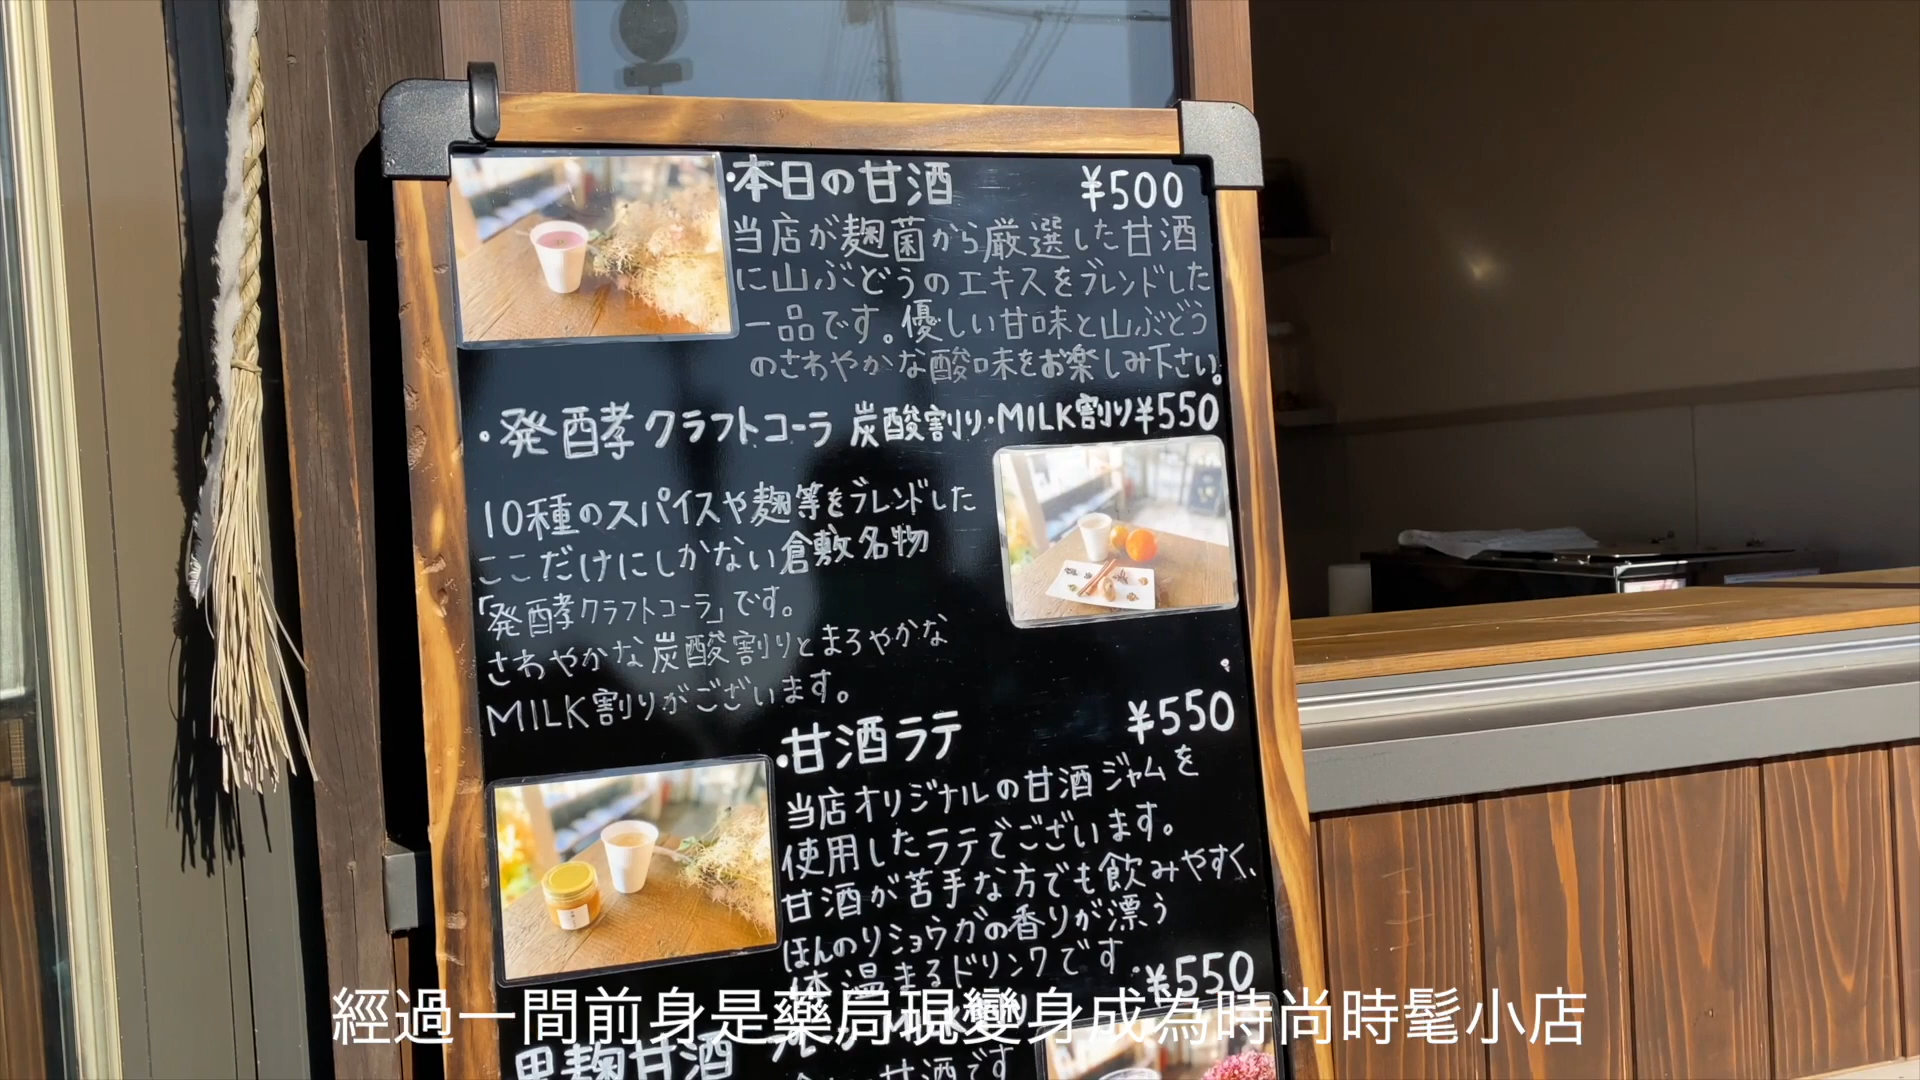 ・本日の甘酒 ¥500
当店が麹菌から厳選した甘酒
に山ぶどうのエキスをブレンドした
一品です。優しい甘味と山ぶどう
のさわやかな酸味をお楽しみ下さい。
・発酵クラフトコーラ 炭酸割り・MILK割り¥550
10種のスパイスや麹等をブレンドした
ここだけにしかない倉敷名物
「発酵クラフトコーラ」です。
さわやかな炭酸割りとまろやかな
MILK割りがございます。
・甘酒ラテ ¥550
当店オリジナルの甘酒ジャムを
使用したラテでございます。
甘酒が苦手な方でも飲みやすく、
ほんのりショウガの香りが漂う
体温まるドリンクです
¥550
黒麹甘酒
甘酒です
經過一間前身是藥局現變身成為時尚時髦小店